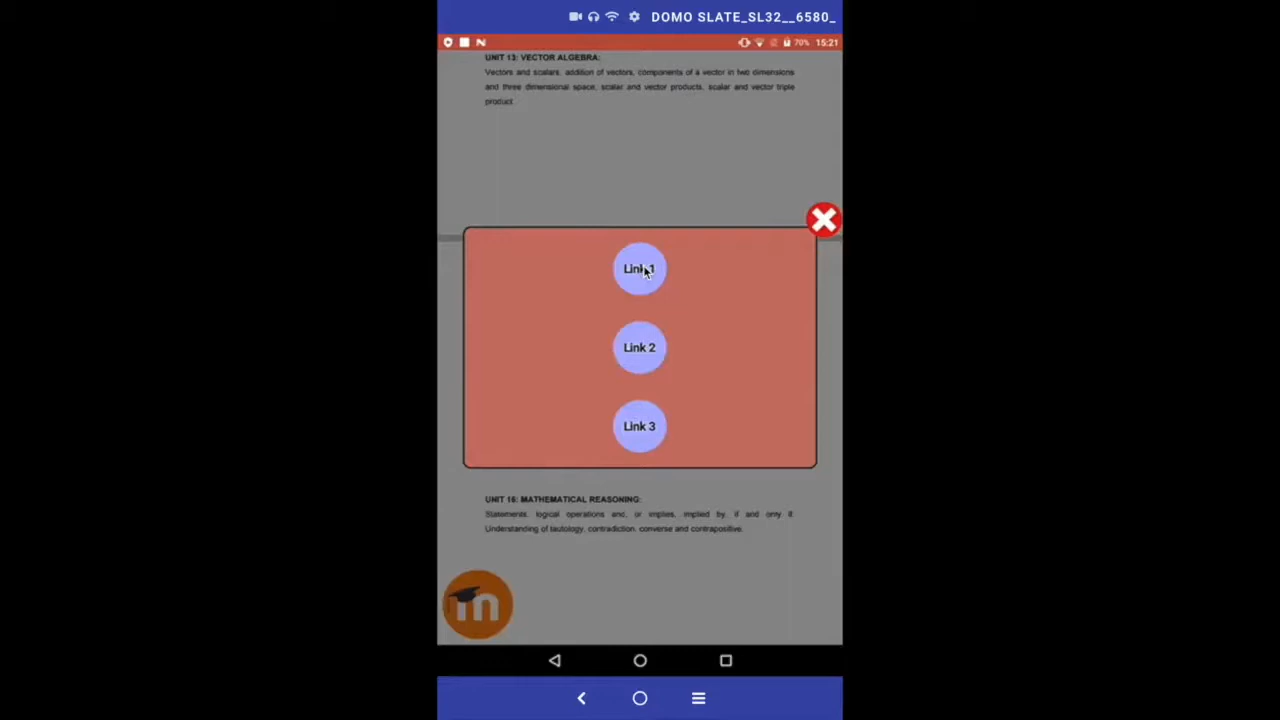 DOMO SLATE_SL32__6580_
70% 15:21
UNIT 13: VECTOR ALGEBRA:
Vectors and scalars, addition of vectors, components of a vector in two dimensions
and three dimensional space, scalar and vector products, scalar and vector triple
product.
Link 1
Link 2
Link 3
UNIT 16: MATHEMATICAL REASONING:
Statements, logical operations and, or, implies, implied by, if and only if.
Understanding of tautology, contradiction, converse and contrapositive.
m